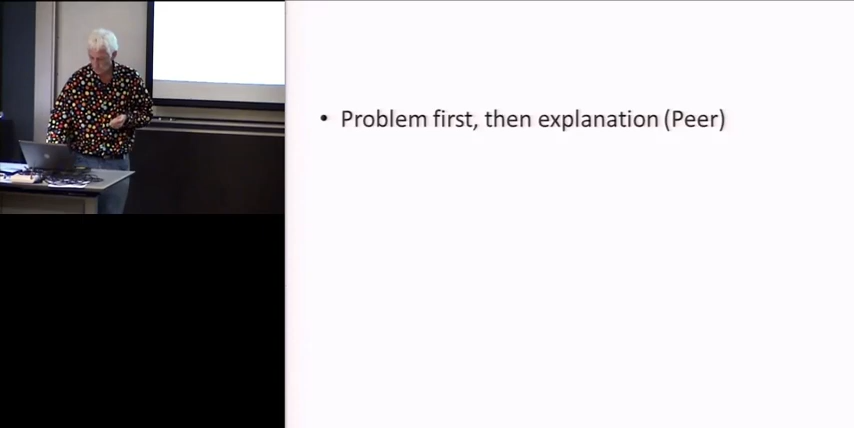 • Problem first, then explanation (Peer)